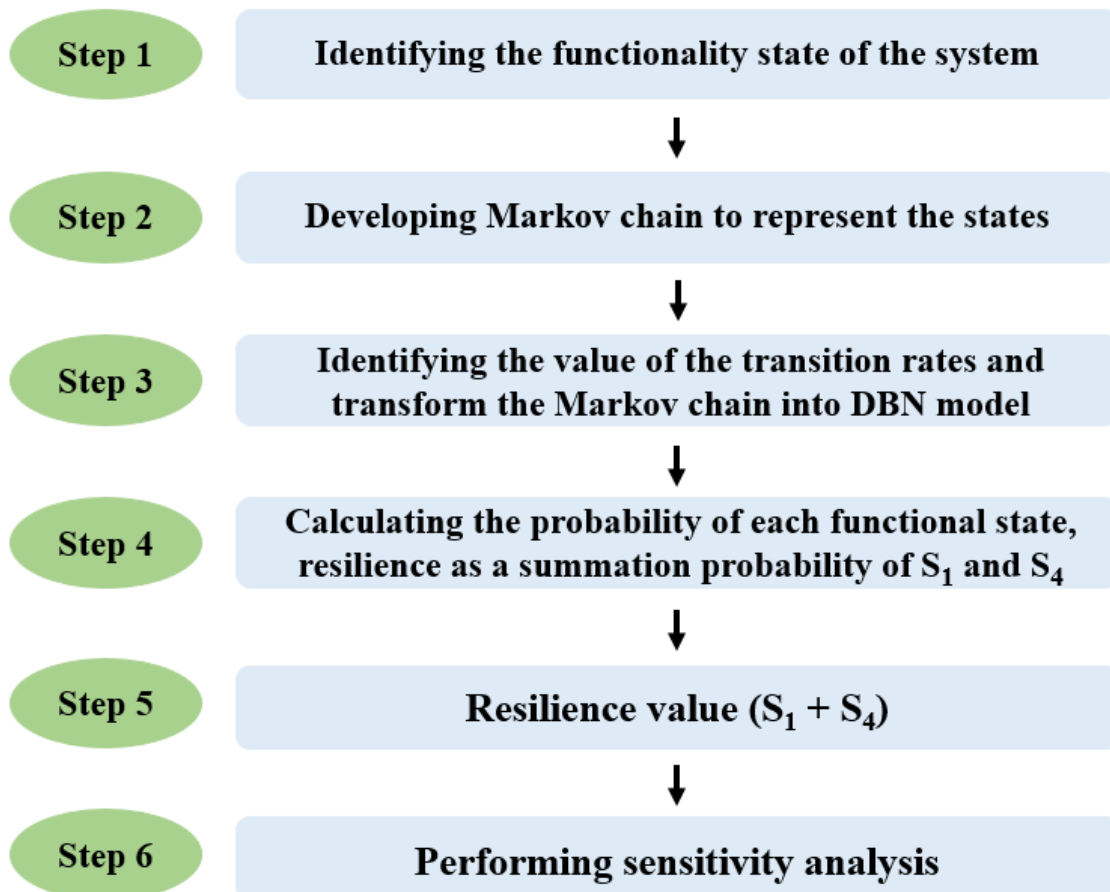 Step 1
Identifying the functionality state of the system
Step 2
Developing Markov chain to represent the states
Step 3
Identifying the value of the transition rates and
transform the Markov chain into DBN model
Step 4
Calculating the probability of each functional state,
resilience as a summation probability of S₁ and S₄
Step 5
Resilience value (S₁ + S₄)
Step 6
Performing sensitivity analysis